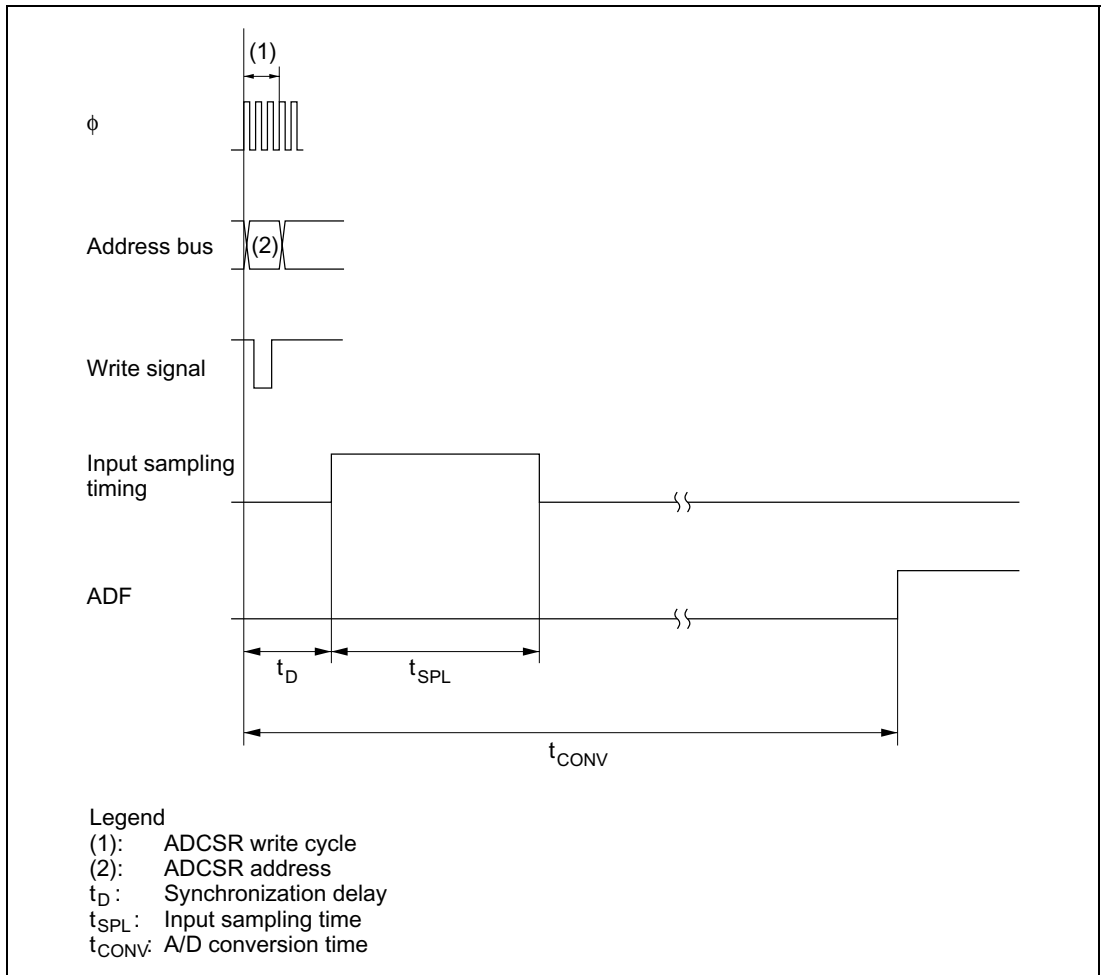 (1)
φ
Address bus
(2)
Write signal
Input sampling
timing
ADF
tD
tSPL
tCONV
Legend
(1): ADCSR write cycle
(2): ADCSR address
tD : Synchronization delay
tSPL : Input sampling time
tCONV: A/D conversion time